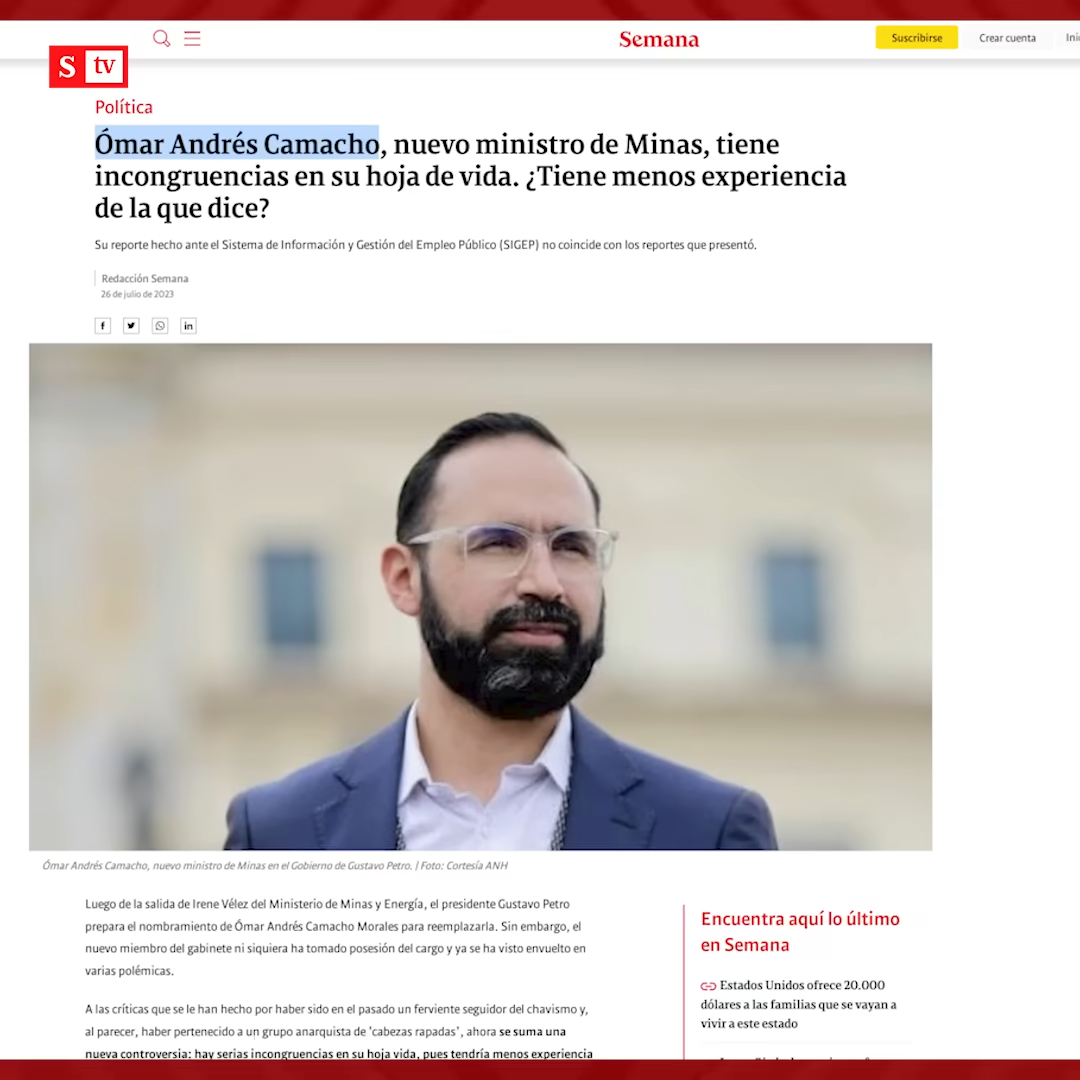 Semana
Suscribirse
Crear cuenta
S tv
Política
Ómar Andrés Camacho, nuevo ministro de Minas, tiene
incongruencias en su hoja de vida. ¿Tiene menos experiencia
de la que dice?
Su reporte hecho ante el Sistema de Información y Gestión del Empleo Público (SIGEP) no coincide con los reportes que presentó.
Redacción Semana
26 de julio de 2023
Ómar Andrés Camacho, nuevo ministro de Minas en el Gobierno de Gustavo Petro. | Foto: Cortesía ANH
Luego de la salida de Irene Vélez del Ministerio de Minas y Energía, el presidente Gustavo Petro
prepara el nombramiento de Ómar Andrés Camacho Morales para reemplazarla. Sin embargo, el
nuevo miembro del gabinete ni siquiera ha tomado posesión del cargo y ya se ha visto envuelto en
varias polémicas.
A las críticas que se le han hecho por haber sido en el pasado un ferviente seguidor del chavismo y,
al parecer, haber pertenecido a un grupo anarquista de 'cabezas rapadas', ahora se suma una
nueva controversia: hay serias incongruencias en su hoja vida, pues tendría menos experiencia
Encuentra aquí lo último
en Semana
Estados Unidos ofrece 20.000
dólares a las familias que se vayan a
vivir a este estado